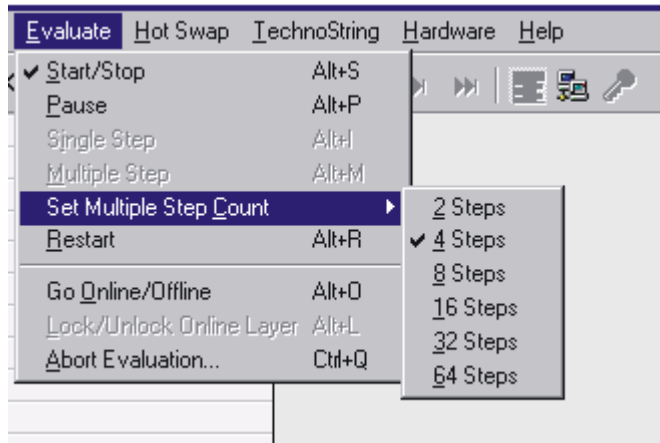 Evaluate Hot Swap TechnoString Hardware Help
Start/Stop Alt+S
Pause Alt+P
Single Step Alt+I
Multiple Step Alt+M
Set Multiple Step Count
Restart Alt+R
Go Online/Offline Alt+O
Lock/Unlock Online Layer Alt+L
Abort Evaluation... Ctrl+Q
2 Steps
4 Steps
8 Steps
16 Steps
32 Steps
64 Steps